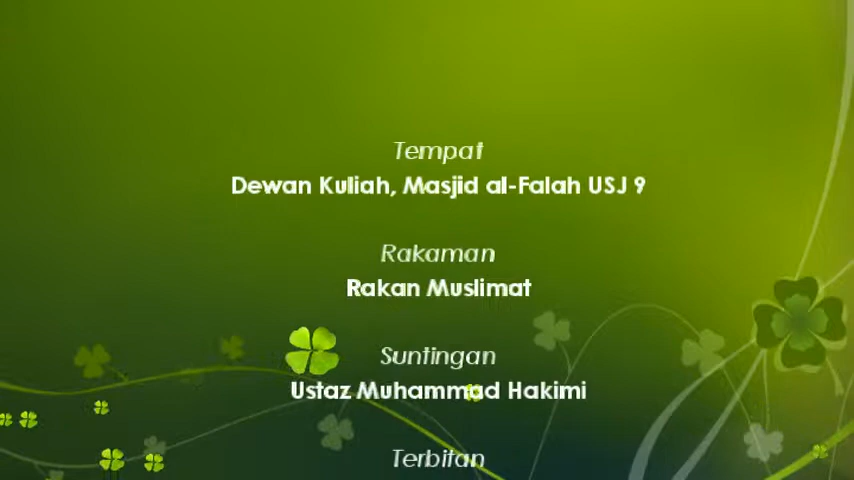 Tempat
Dewan Kuliah, Masjid al-Falah USJ 9
Rakaman
Rakan Muslimat
Suntingan
Ustaz Muhammad Hakimi
Terbitan